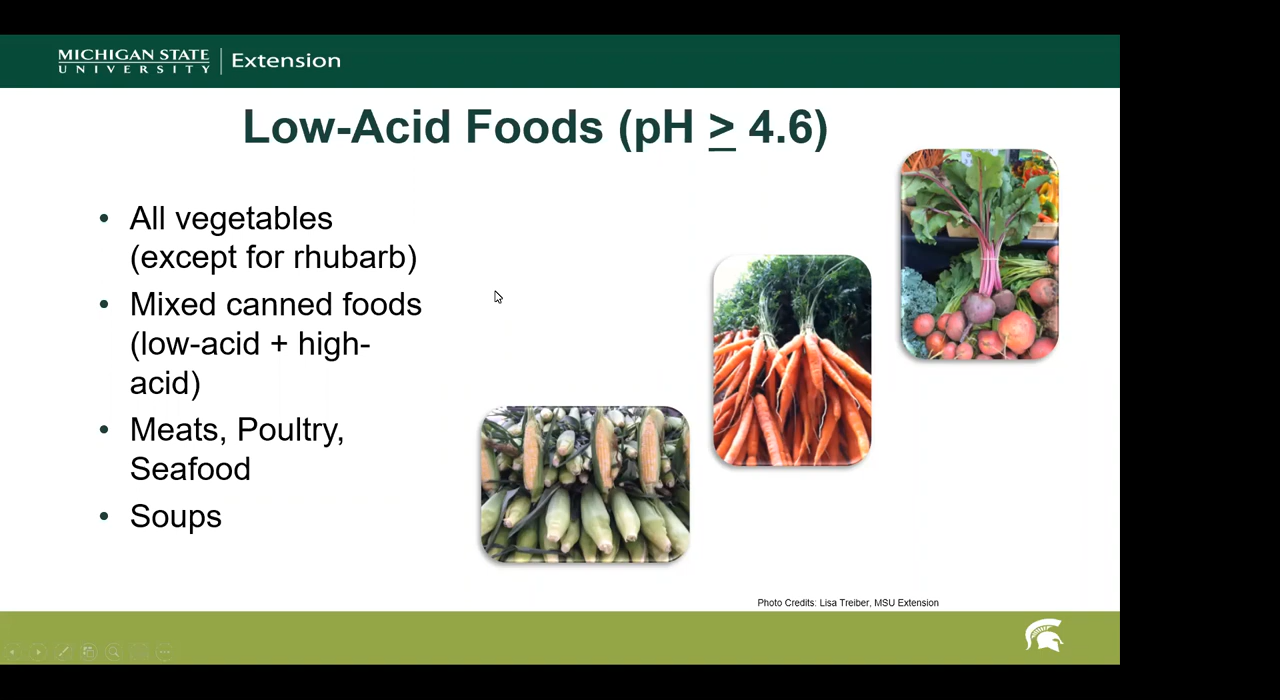 MICHIGAN STATE
UNIVERSITY
Extension
Low-Acid Foods (pH ≥ 4.6)
• All vegetables
(except for rhubarb)
• Mixed canned foods
(low-acid + high-
acid)
• Meats, Poultry,
Seafood
• Soups
Photo Credits: Lisa Treiber, MSU Extension